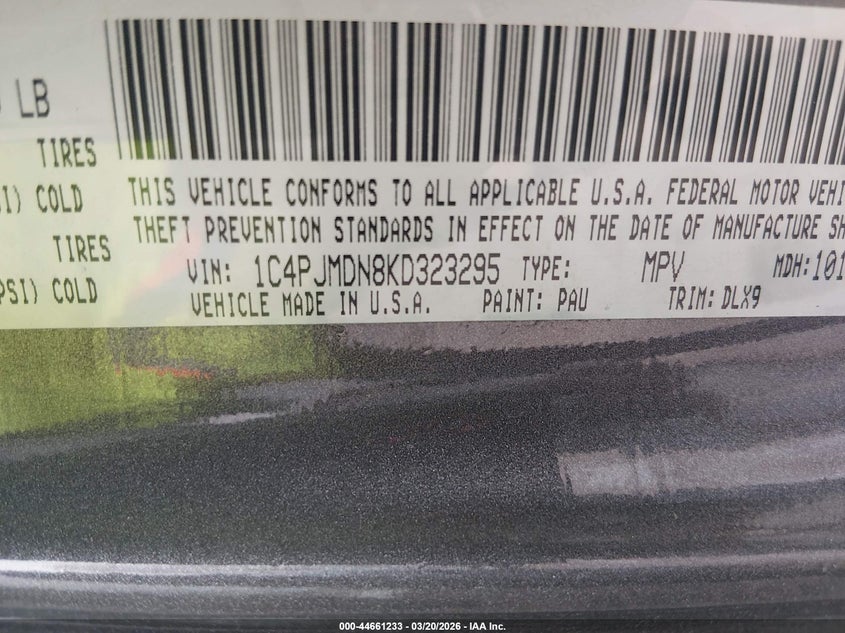 LB
TIRES
SI) COLD
TIRES
PSI) COLD
THIS VEHICLE CONFORMS TO ALL APPLICABLE U.S.A. FEDERAL MOTOR VEHI
THEFT PREVENTION STANDARDS IN EFFECT ON THE DATE OF MANUFACTURE SH
VIN: 1C4PJMDN8KD323295 TYPE: MPV MDH:101
VEHICLE MADE IN U.S.A. PAINT: PAU TRIM: DLX9
000-44661233 — 03/20/2026 — IAA Inc.